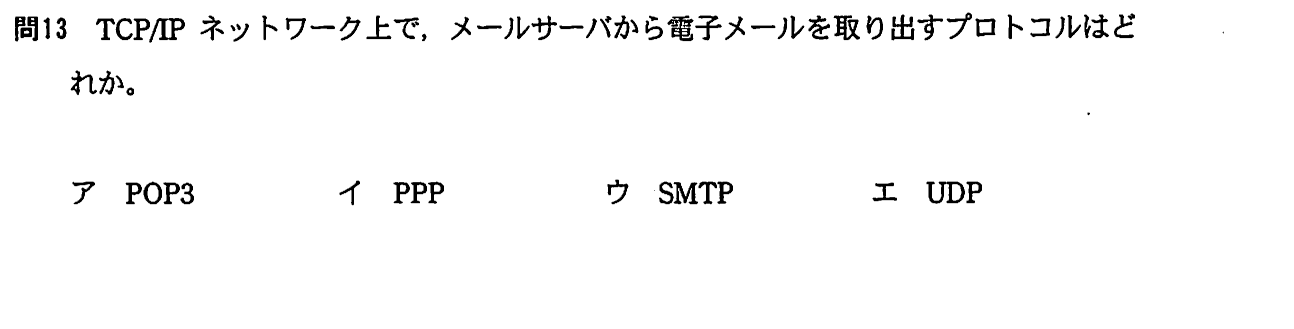 問13 TCP/IP ネットワーク上で，メールサーバから電子メールを取り出すプロトコルはど
れか。
ア POP3 イ PPP ウ SMTP エ UDP